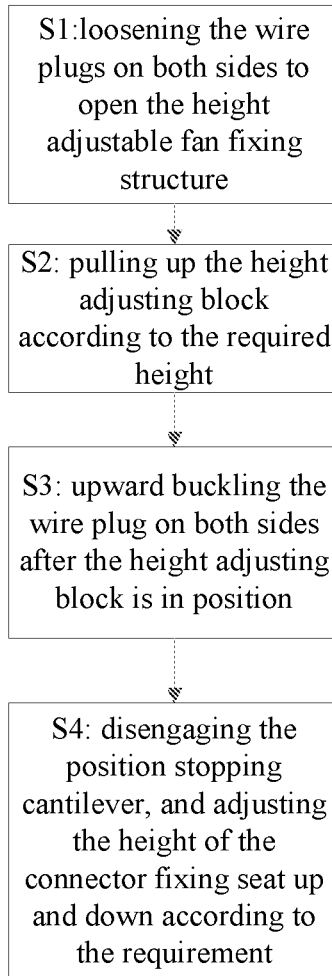 S1:loosening the wire
plugs on both sides to
open the height
adjustable fan fixing
structure
S2: pulling up the height
adjusting block
according to the required
height
S3: upward buckling the
wire plug on both sides
after the height adjusting
block is in position
S4: disengaging the
position stopping
cantilever, and adjusting
the height of the
connector fixing seat up
and down according to
the requirement